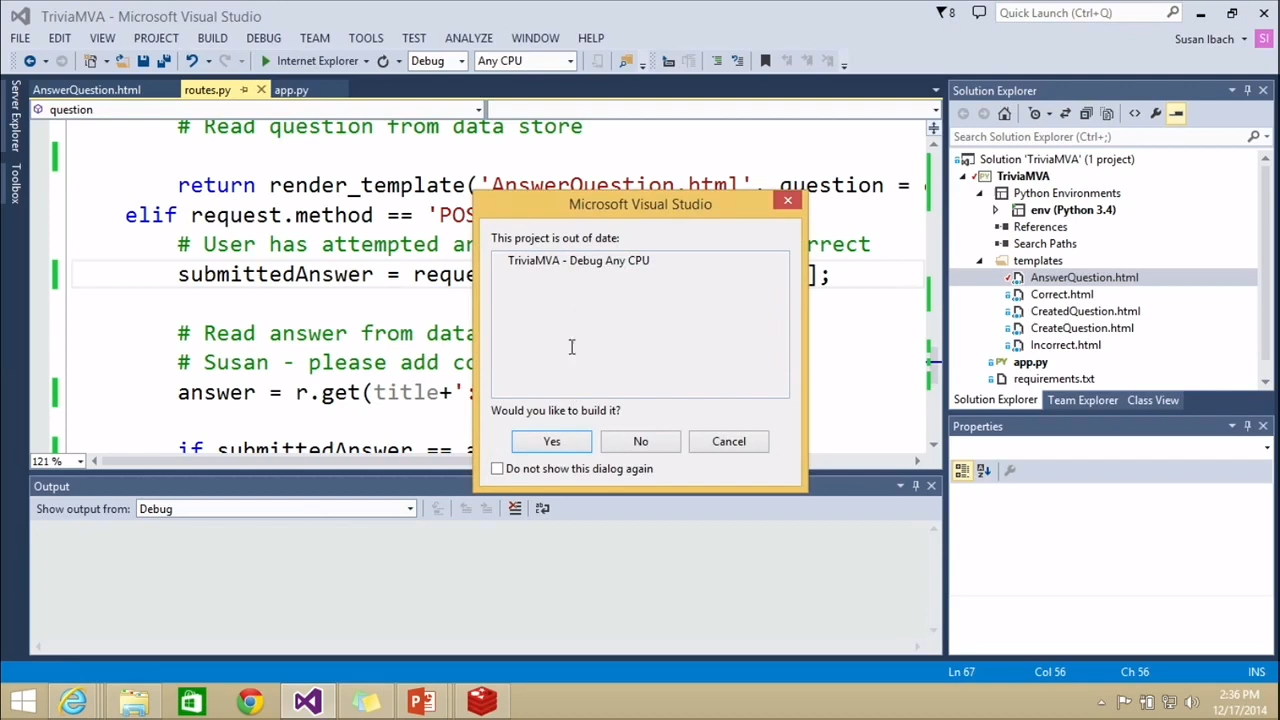 TriviaMVA - Microsoft Visual Studio
8
Quick Launch (Ctrl+Q)
FILE EDIT VIEW PROJECT BUILD DEBUG TEAM TOOLS TEST ANALYZE WINDOW HELP
Susan Ibach
SI
Internet Explorer
Debug
Any CPU
Server Explorer
Toolbox
AnswerQuestion.html
routes.py
app.py
question
# Read question from data store
return render_template('AnswerQuestion.html', question =
elif request.method == 'POS
# User has attempted an
rrect
submittedAnswer = reque
];
# Read answer from data
# Susan - please add co
answer = r.get(title+':
if submittedAnswer == a
121 %
Microsoft Visual Studio
This project is out of date:
TriviaMVA - Debug Any CPU
Would you like to build it?
Yes
No
Cancel
Do not show this dialog again
Output
Show output from:
Debug
Solution Explorer
Search Solution Explorer (Ctrl+;)
Solution 'TriviaMVA' (1 project)
TriviaMVA
Python Environments
env (Python 3.4)
References
Search Paths
templates
AnswerQuestion.html
Correct.html
CreatedQuestion.html
CreateQuestion.html
Incorrect.html
app.py
requirements.txt
Solution Explorer
Team Explorer
Class View
Properties
Ln 67
Col 56
Ch 56
INS
2:36 PM
12/17/2014